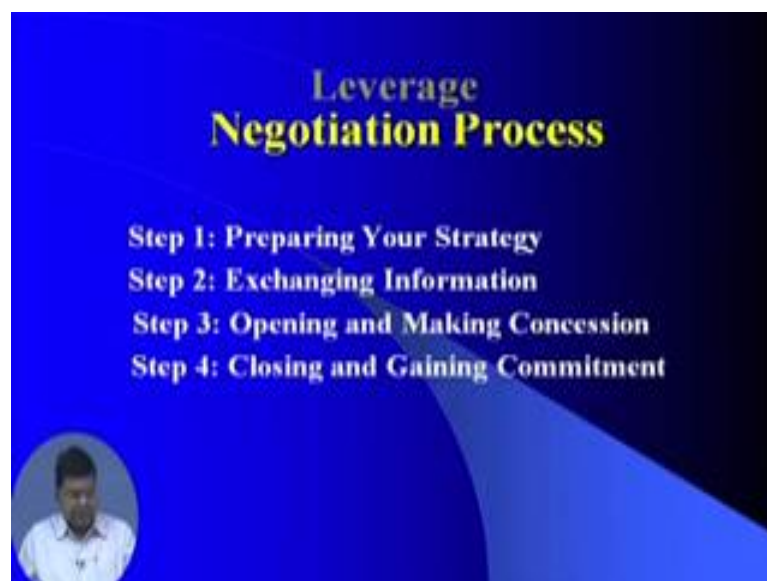 Leverage
Negotiation Process
Step 1: Preparing Your Strategy
Step 2: Exchanging Information
Step 3: Opening and Making Concession
Step 4: Closing and Gaining Commitment